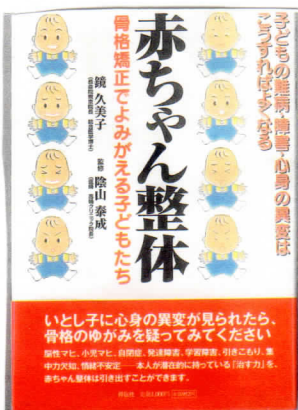 子どもの難病・障害・心身の異変は
こうすればよくなる
赤ちゃん整体
骨格矯正でよみがえる子どもたち
鏡 久美子
監修 陰山 泰成
いとし子に心身の異変が見られたら、
骨格のゆがみを疑ってみてください
脳性マヒ、小児マヒ、自閉症、発達障害、学習障害、引きこもり、集
中力欠如、情緒不安定――本人が潜在的に持っている「治す力」を、
赤ちゃん整体は引き出すことができます。